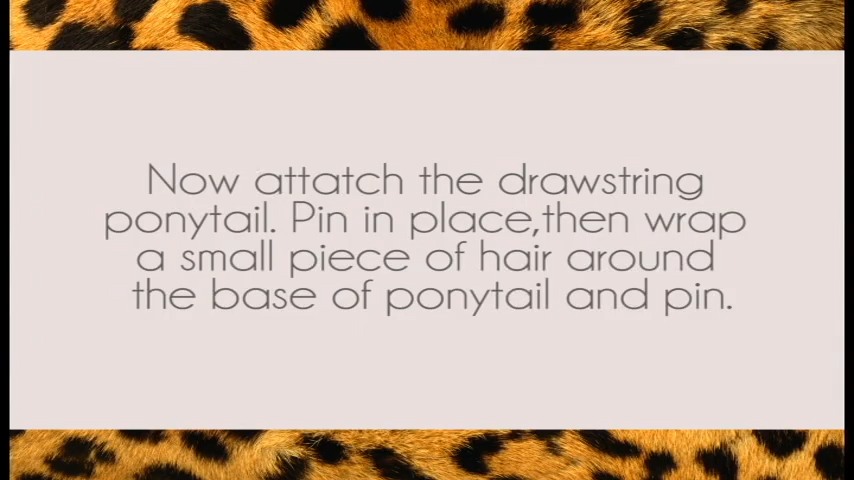 Now attatch the drawstring
ponytail. Pin in place,then wrap
a small piece of hair around
the base of ponytail and pin.